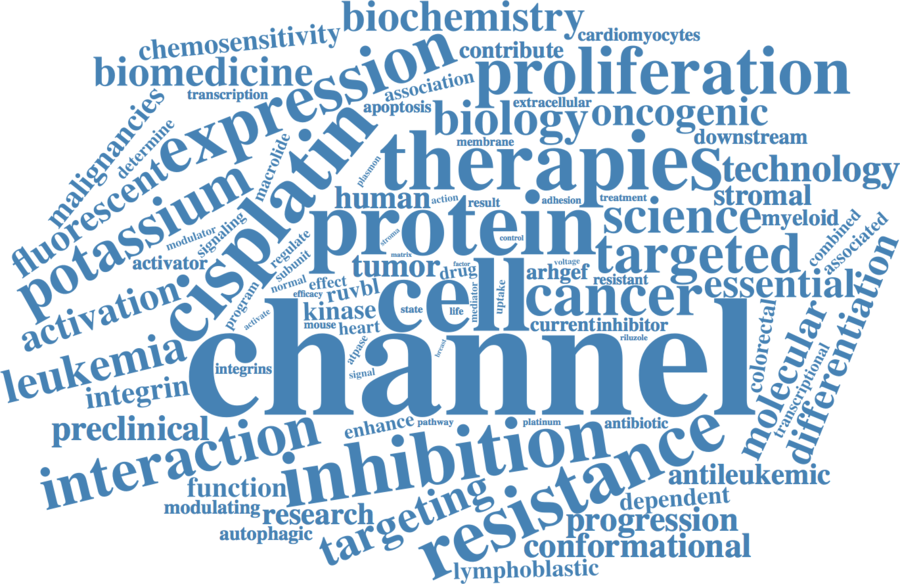 biochemistry
cardiomyocytes
chemosensitivity
contribute
biomedicine
expression
proliferation
association
transcription
extracellular
apoptosis
malignancies
determine
biology
oncogenic
downstream
membrane
macrolide
cisplatin
plasmon
therapies
technology
fluorescent
potassium
human
action
result
adhesion
treatment
stromal
modulator
signaling
protein
science
myeloid
stroma
control
combined
associated
activator
regulate
subunit
matrix
targeted
tumor
drug
factor
voltage
arhgef
resistant
essential
normal
effect
efficacy
ruvbl
cell
mediator
uptake
cancer
activation
program
activate
kinase
state
life
mouse
heart
current
inhibitor
riluzole
colorectal
molecular
transcriptional
differentiation
leukemia
integrin
integrins
channel
atpase
signal
breast
preclinical
enhance
pathway
platinum
antibiotic
interaction
inhibition
resistance
antileukemic
function
modulating
research
autophagic
targeting
dependent
progression
conformational
lymphoblastic